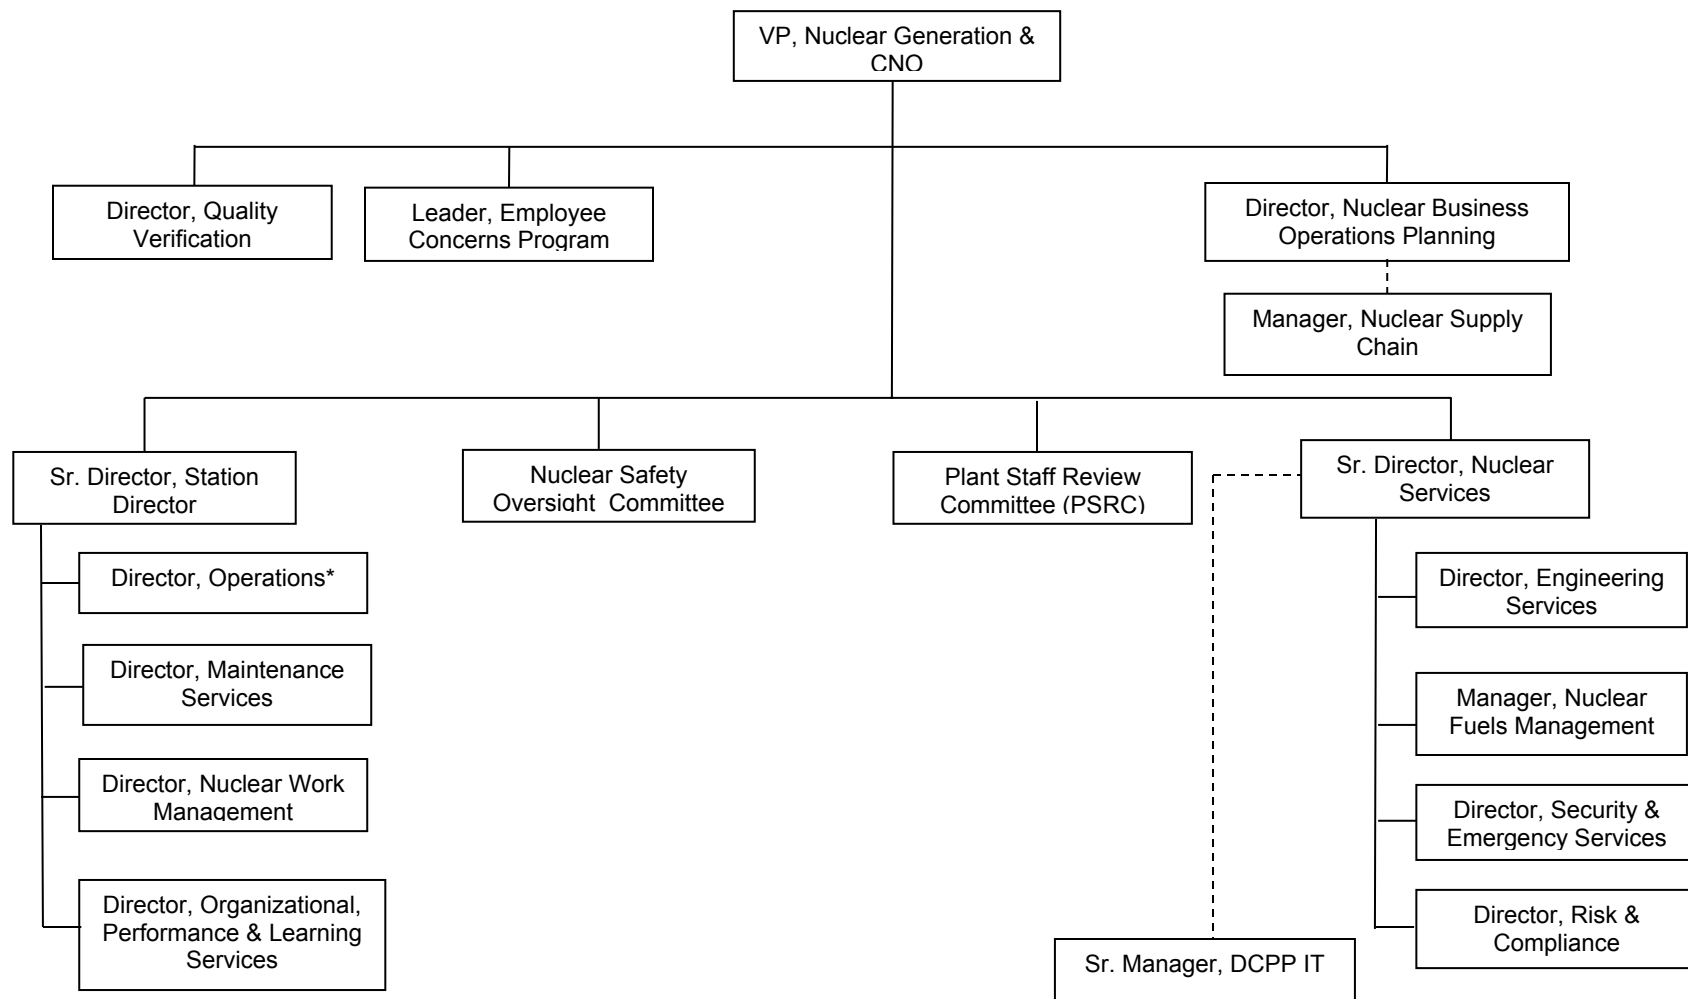 VP, Nuclear Generation &
CNO
Director, Quality
Verification
Leader, Employee
Concerns Program
Director, Nuclear Business
Operations Planning
Manager, Nuclear Supply
Chain
Sr. Director, Station
Director
Nuclear Safety
Oversight  Committee
Plant Staff Review
Committee (PSRC)
Sr. Director, Nuclear
Services
Director, Operations*
Director, Maintenance
Services
Director, Nuclear Work
Management
Director, Organizational,
Performance & Learning
Services
Director, Engineering
Services
Manager, Nuclear
Fuels Management
Director, Security &
Emergency Services
Director, Risk &
Compliance
Sr. Manager, DCPP IT